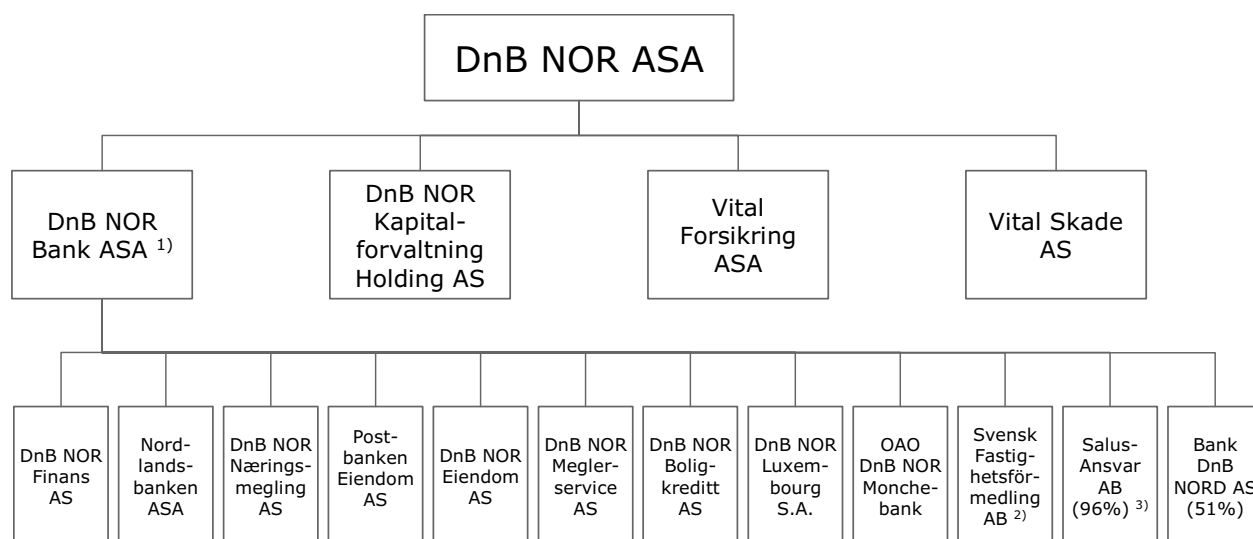 DnB NOR ASA
DnB NOR
Bank ASA 1)
DnB NOR
Kapital-
forvaltning
Holding AS
Vital
Forsikring
ASA
Vital Skade
AS
DnB NOR
Finans
AS
Nord-
lands-
banken
ASA
DnB NOR
Nærings-
megling
AS
Post-
banken
Eiendom
AS
DnB NOR
Eiendom
AS
DnB NOR
Megler-
service
AS
DnB NOR
Bolig-
kreditt
AS
DnB NOR
Luxem-
bourg
S.A.
OAO
DnB NOR
Monche-
bank
Svensk
Fastig-
hetsför-
medling
AB 2)
Salus-
Ansvar
AB
(96%) 3)
Bank
DnB
NORD AS
(51%)